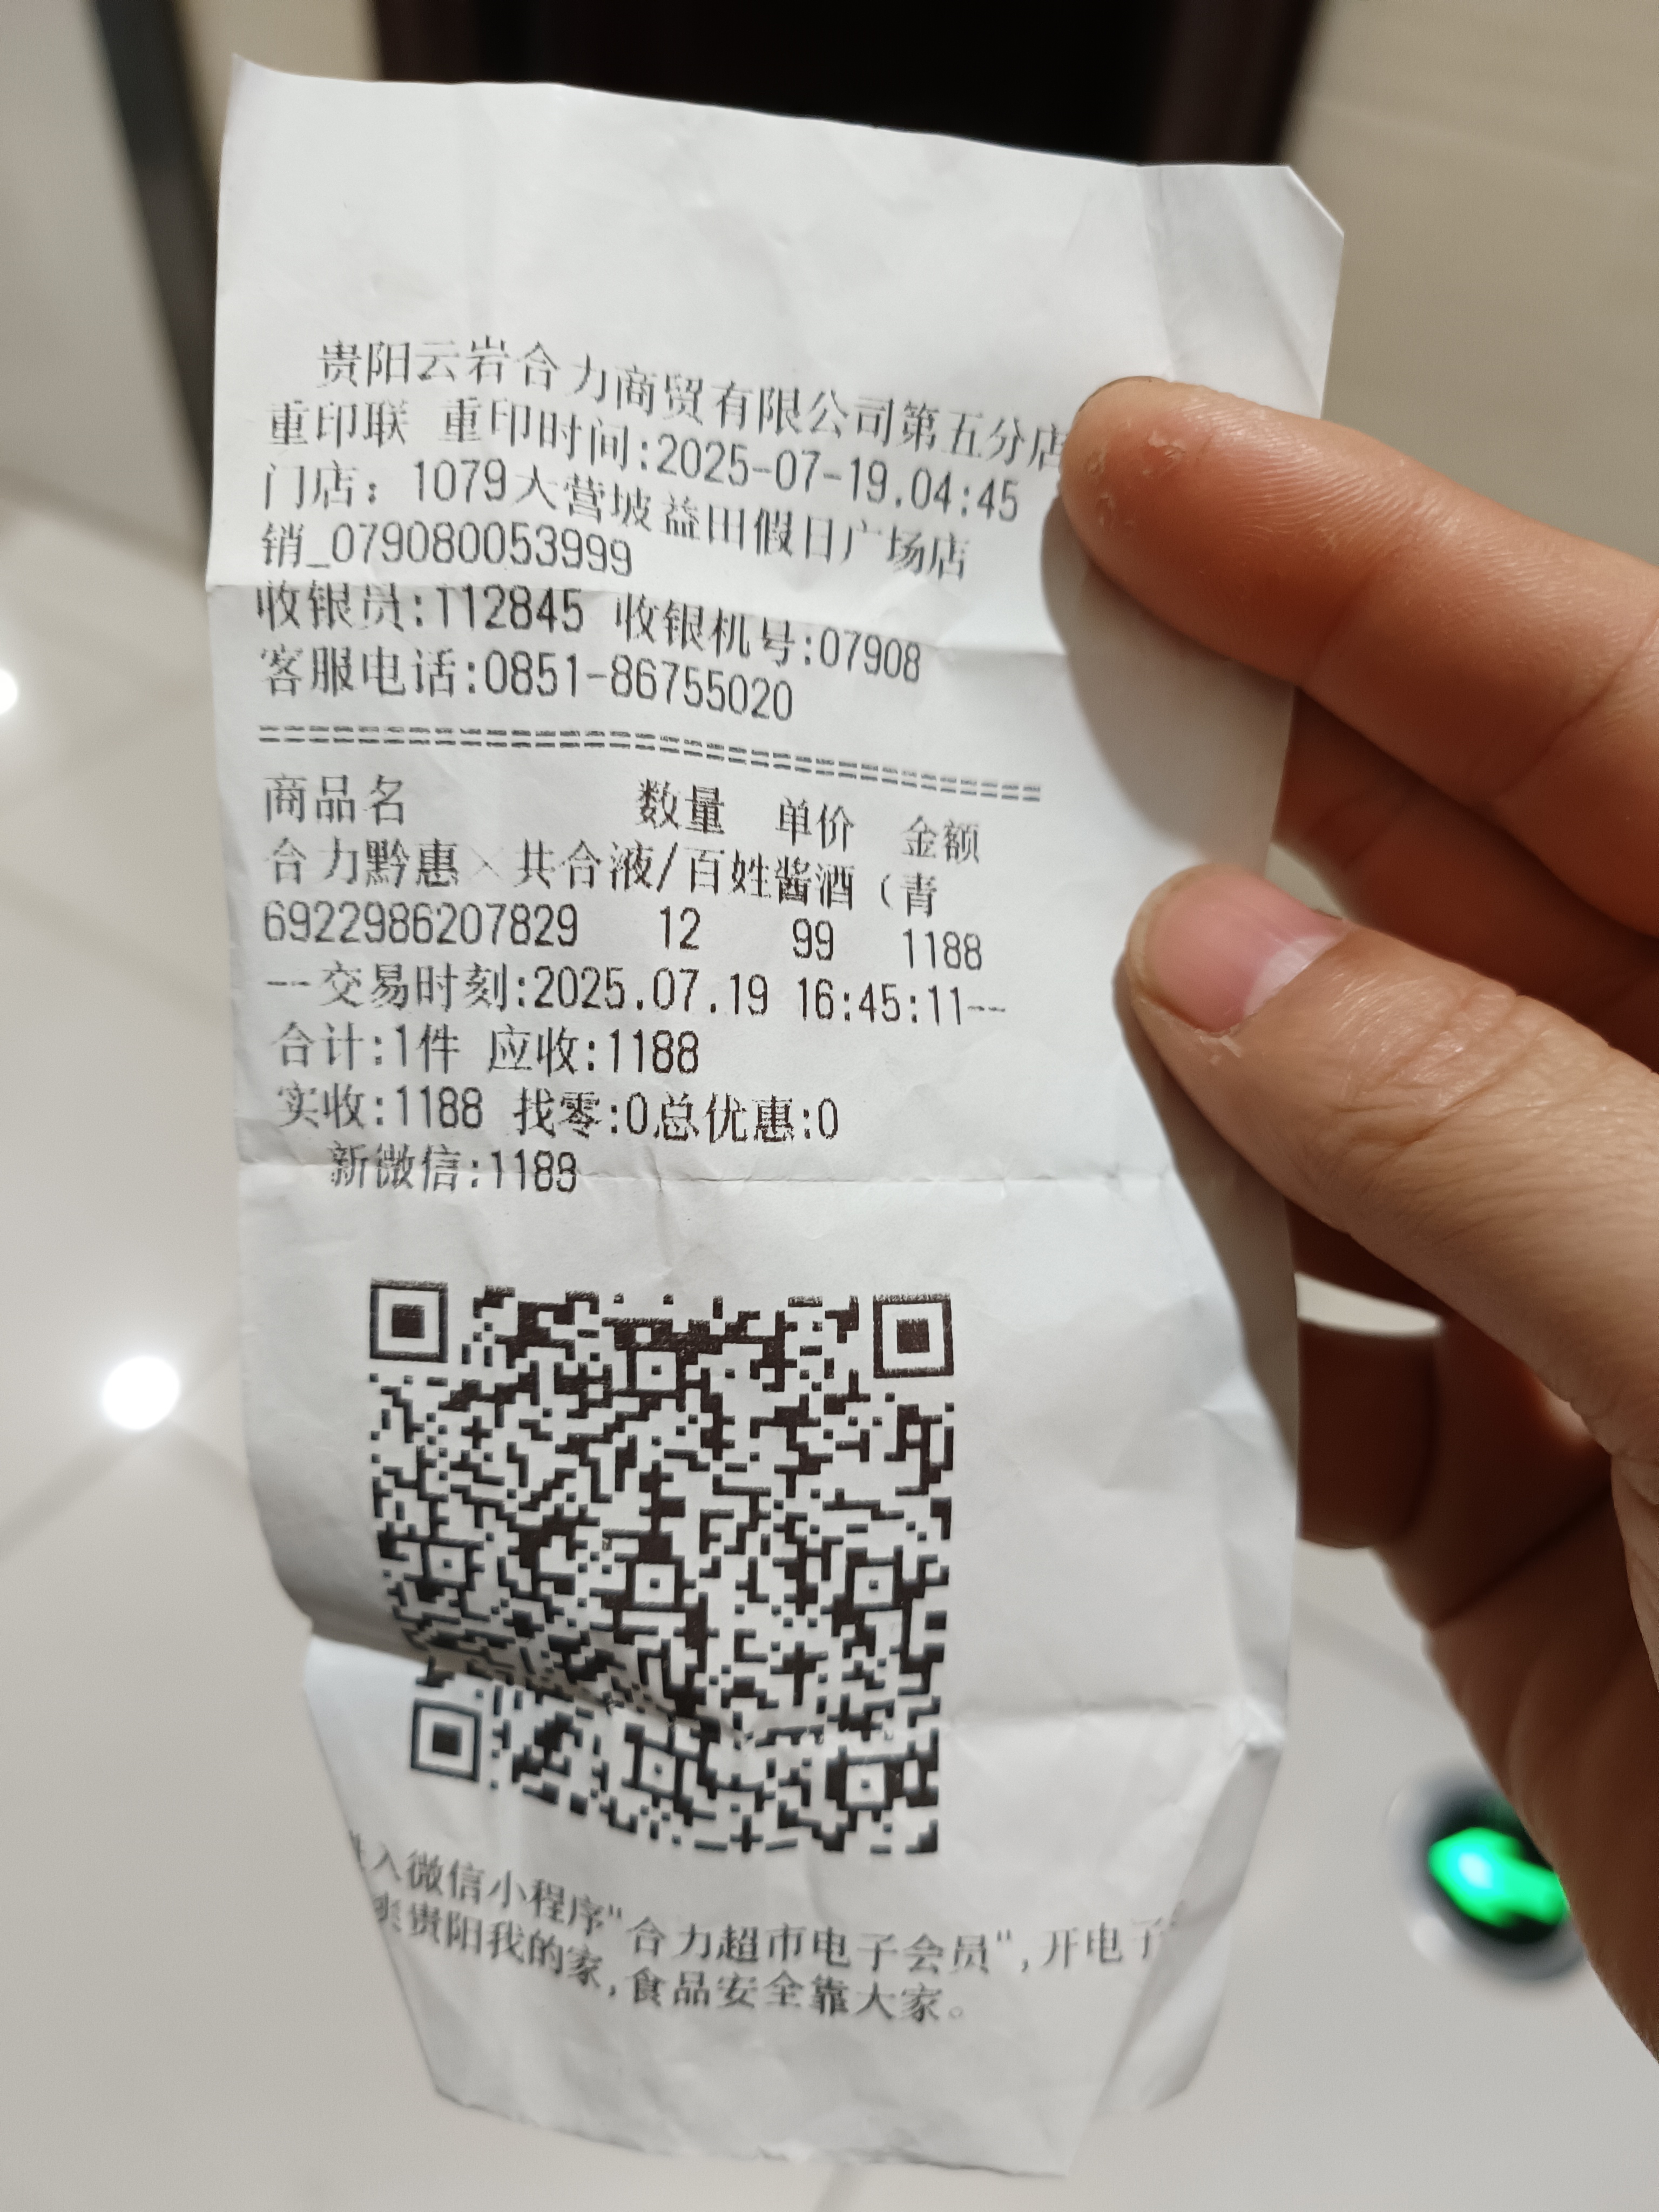 贵阳云岩合力商贸有限公司第五分店
重印联 重印时间:2025-07-19.04:45
门店：1079大营坡益田假日广场店
销_079080053999
收银员:T12845 收银机号:07908
客服电话:0851-86755020
================================
商品名 数量 单价 金额
合力黔惠×共合液/百姓酱酒（青
6922986207829 12 99 1188
--交易时刻:2025.07.19 16:45:11--
合计:1件 应收:1188
实收:1188 找零:0总优惠:0
新微信:1188
入微信小程序"合力超市电子会员",开电子
爽贵阳我的家,食品安全靠大家。